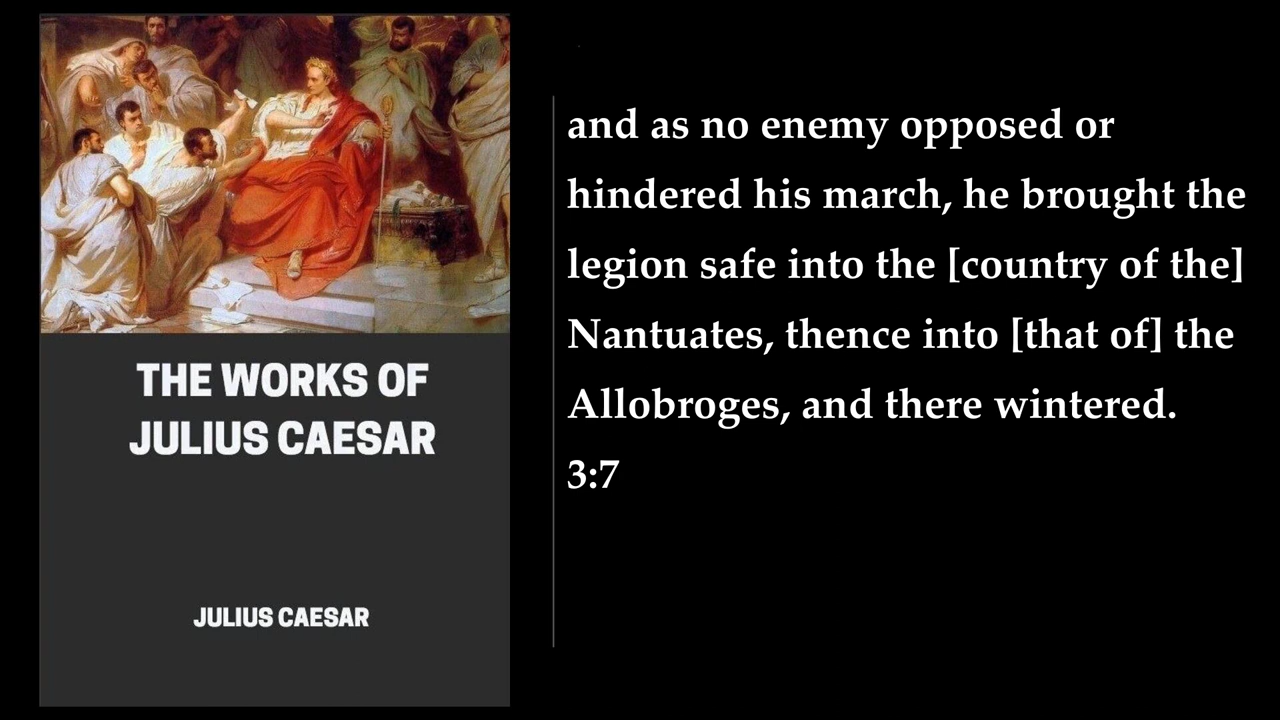 THE WORKS OF
JULIUS CAESAR
JULIUS CAESAR
and as no enemy opposed or
hindered his march, he brought the
legion safe into the [country of the]
Nantuates, thence into [that of] the
Allobroges, and there wintered.
3:7